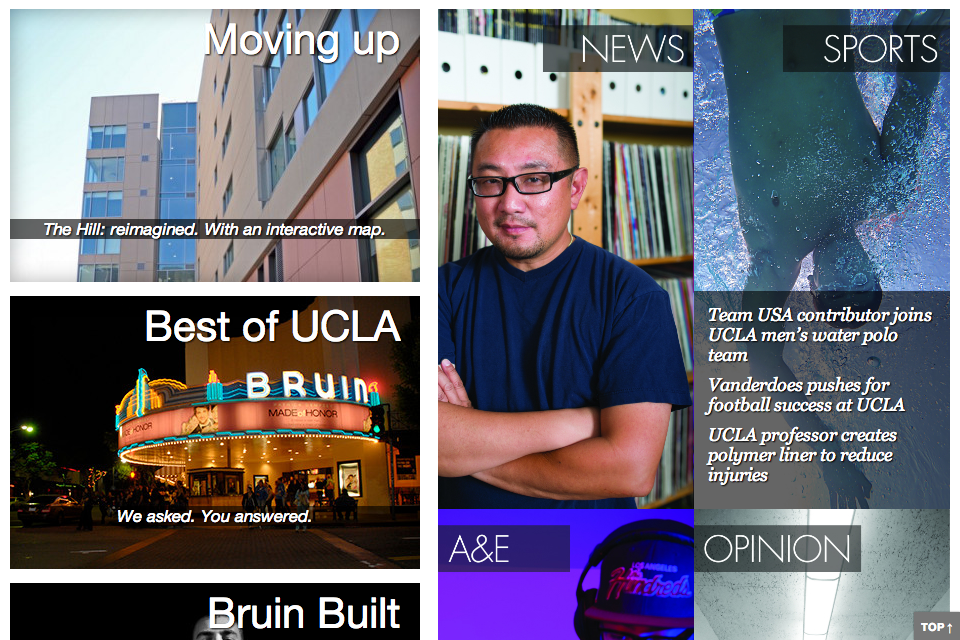 Moving up
The Hill: reimagined. With an interactive map.
Best of UCLA
BRUIN
MADE OF HONOR
MADE OF HONOR
We asked. You answered.
Bruin Built
NEWS
SPORTS
Team USA contributor joins
UCLA men's water polo
team
Vanderdoes pushes for
football success at UCLA
UCLA professor creates
polymer liner to reduce
injuries
A&E
LOS ANGELES
Hundreds
OPINION
TOP↑